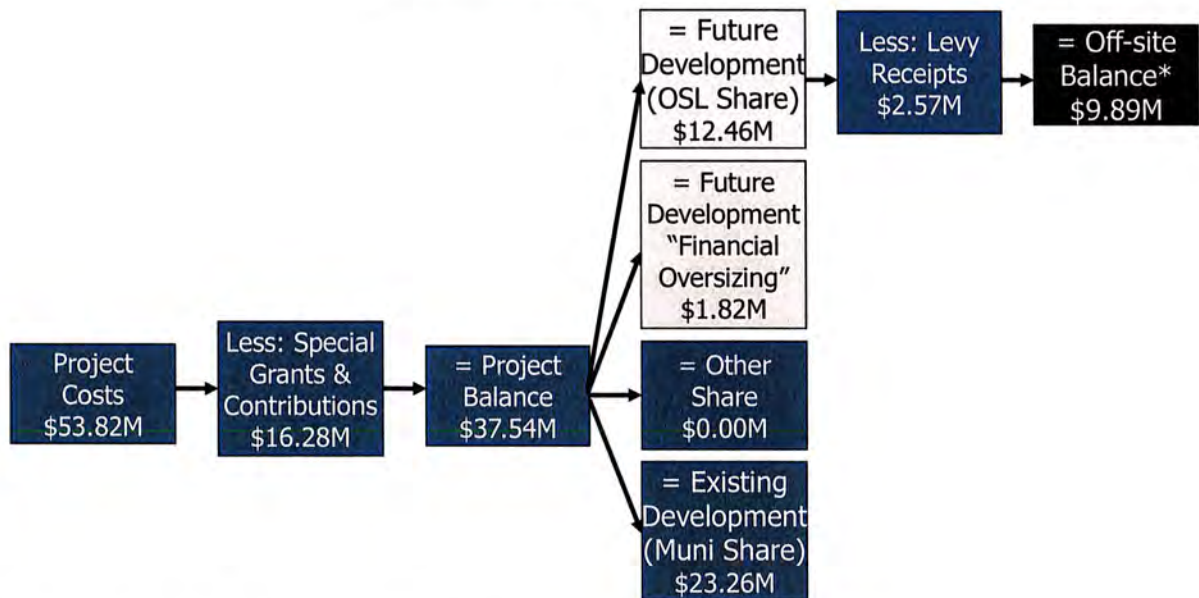 Project
Costs
$53.82M
Less: Special
Grants &
Contributions
$16.28M
= Project
Balance
$37.54M
= Future
Development
(OSL Share)
$12.46M
Less: Levy
Receipts
$2.57M
= Off-site
Balance*
$9.89M
= Future
Development
“Financial
Oversizing”
$1.82M
= Other
Share
$0.00M
= Existing
Development
(Muni Share)
$23.26M